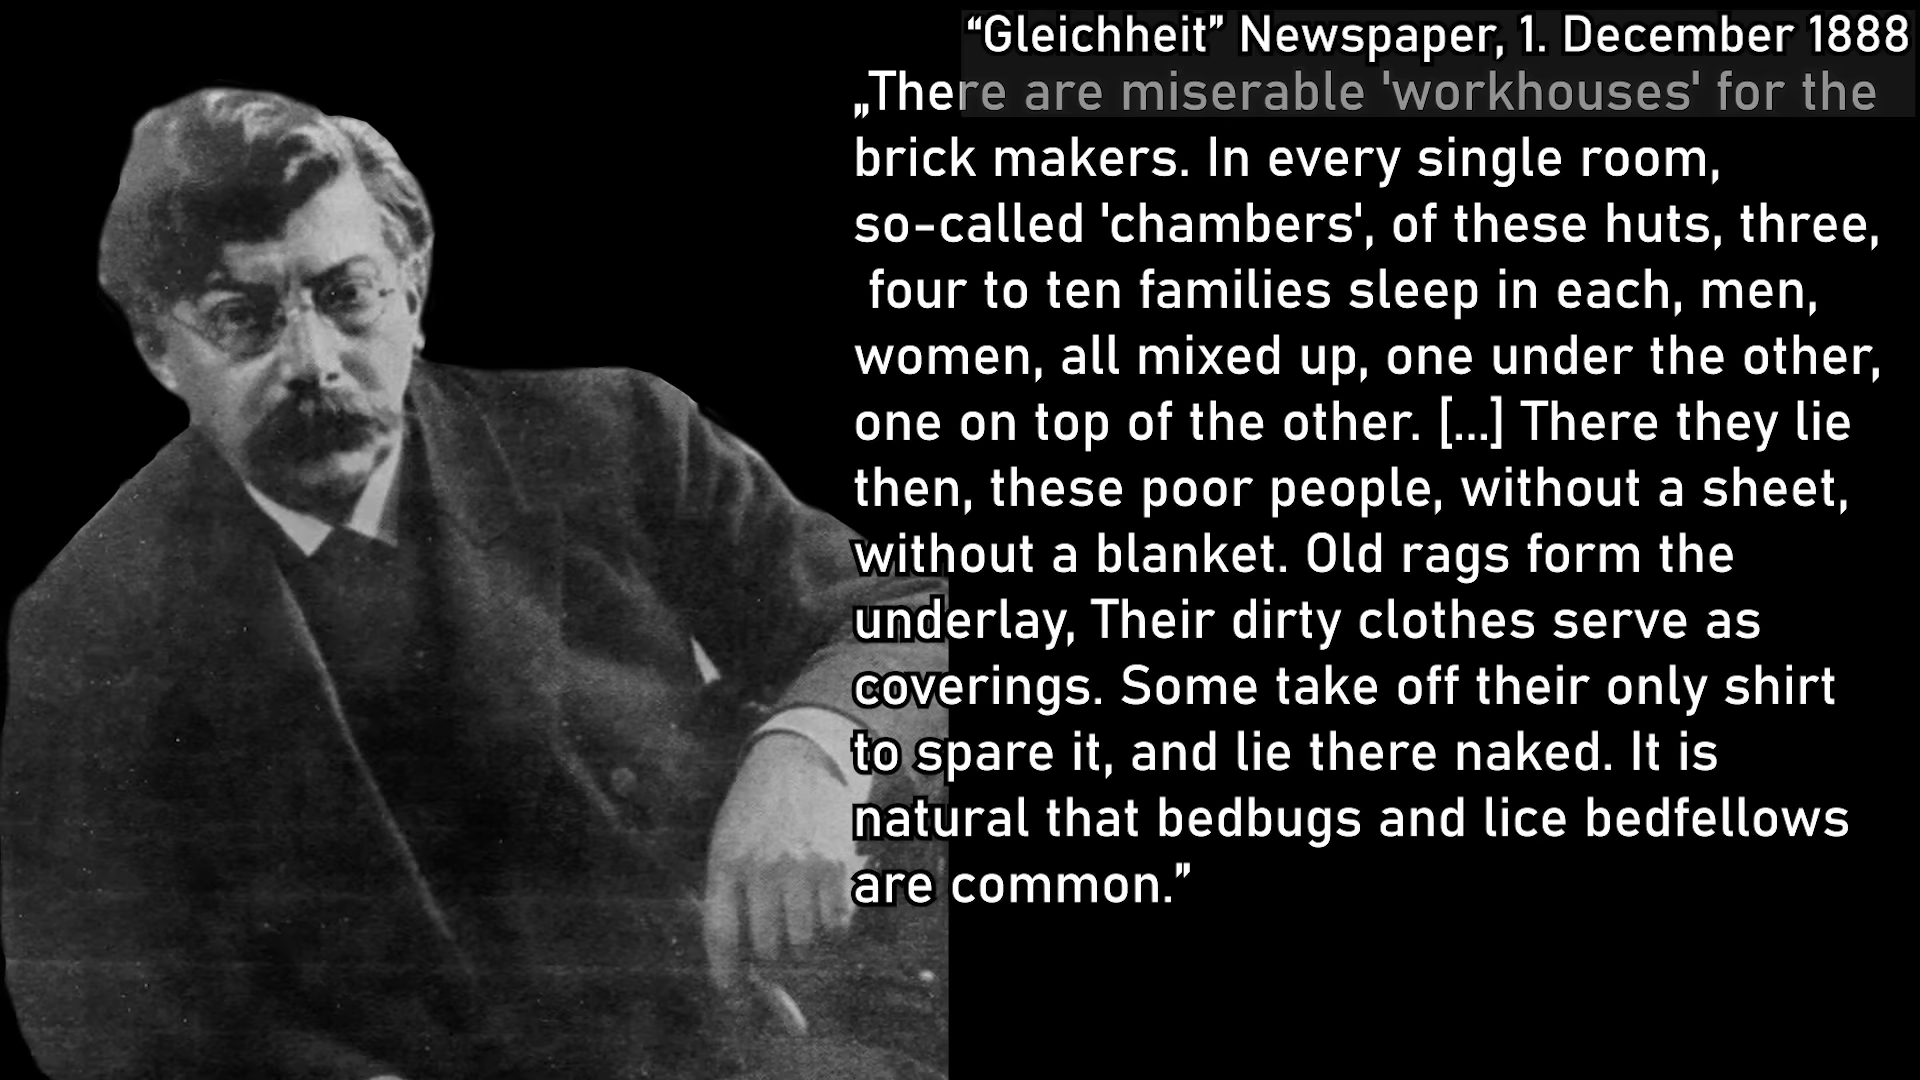 “Gleichheit” Newspaper, 1. December 1888
„There are miserable 'workhouses' for the
brick makers. In every single room,
so-called 'chambers', of these huts, three,
four to ten families sleep in each, men,
women, all mixed up, one under the other,
one on top of the other. [...] There they lie
then, these poor people, without a sheet,
without a blanket. Old rags form the
underlay, Their dirty clothes serve as
coverings. Some take off their only shirt
to spare it, and lie there naked. It is
natural that bedbugs and lice bedfellows
are common.”